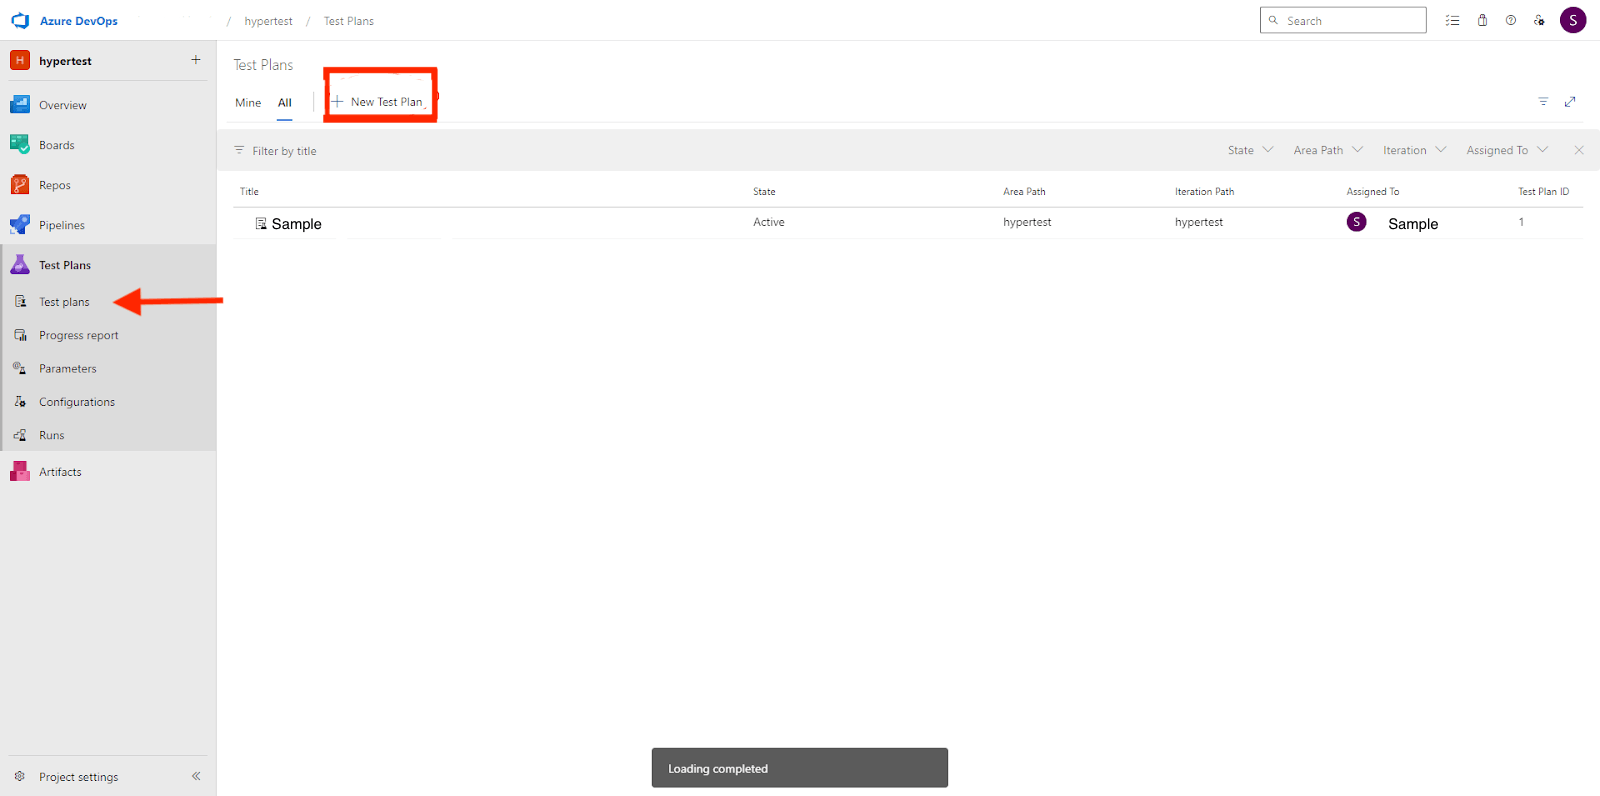 Azure DevOps / hypertest / Test Plans Search S
H hypertest +
Overview
Boards
Repos
Pipelines
Test Plans
Test plans
Progress report
Parameters
Configurations
Runs
Artifacts
Project settings
Test Plans
Mine All + New Test Plan
Filter by title State Area Path Iteration Assigned To
Title State Area Path Iteration Path Assigned To Test Plan ID
Sample Active hypertest hypertest S Sample 1
Loading completed